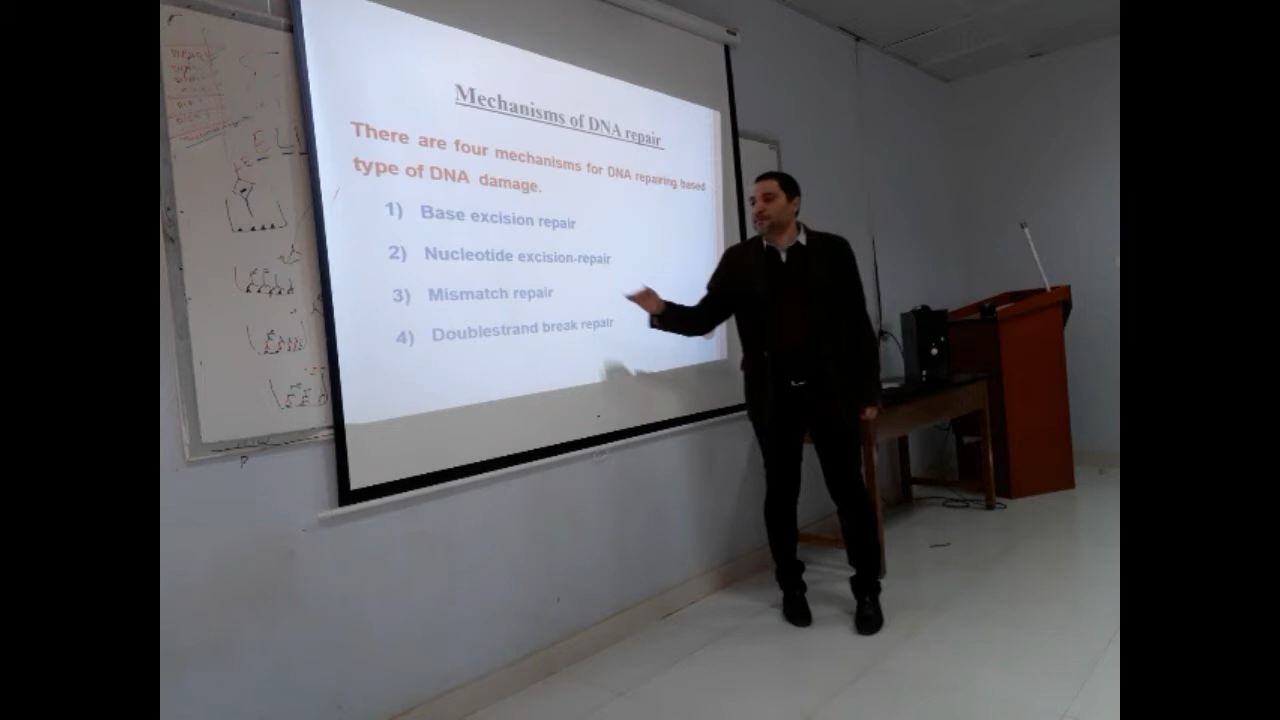 Mechanisms of DNA repair
There are four mechanisms for DNA repairing based
type of DNA damage.
1) Base excision repair
2) Nucleotide excision-repair
3) Mismatch repair
4) Doublestrand break repair